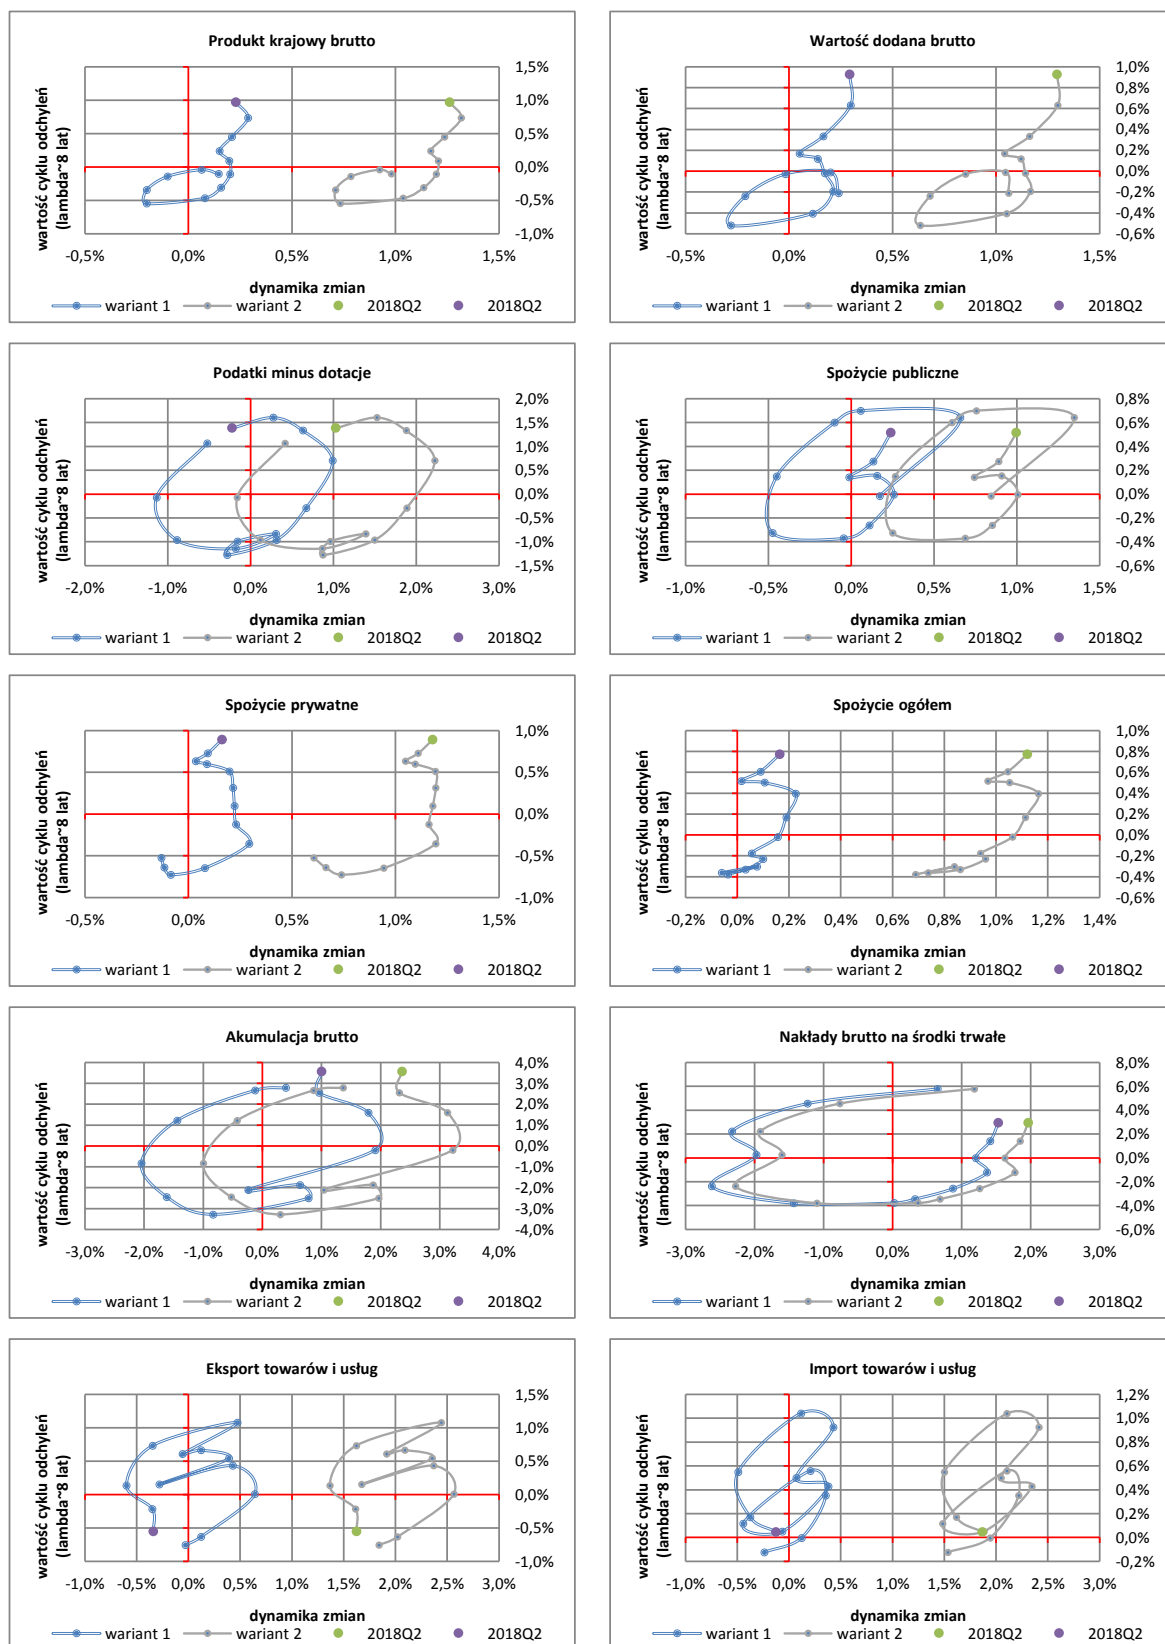 Produkt krajowy brutto
wartość cyklu odchyleń
(lambda~8 lat)
1,5%
1,0%
0,5%
0,0%
-0,5%
-1,0%
-0,5% 0,0% 0,5% 1,0% 1,5%
dynamika zmian
wariant 1 wariant 2 2018Q2 2018Q2
Wartość dodana brutto
wartość cyklu odchyleń
(lambda~8 lat)
1,0%
0,8%
0,6%
0,4%
0,2%
0,0%
-0,2%
-0,4%
-0,6%
-0,5% 0,0% 0,5% 1,0% 1,5%
dynamika zmian
wariant 1 wariant 2 2018Q2 2018Q2
Podatki minus dotacje
wartość cyklu odchyleń
(lambda~8 lat)
2,0%
1,5%
1,0%
0,5%
0,0%
-0,5%
-1,0%
-1,5%
-2,0% -1,0% 0,0% 1,0% 2,0% 3,0%
dynamika zmian
wariant 1 wariant 2 2018Q2 2018Q2
Spożycie publiczne
wartość cyklu odchyleń
(lambda~8 lat)
0,8%
0,6%
0,4%
0,2%
0,0%
-0,2%
-0,4%
-0,6%
-1,0% -0,5% 0,0% 0,5% 1,0% 1,5%
dynamika zmian
wariant 1 wariant 2 2018Q2 2018Q2
Spożycie prywatne
wartość cyklu odchyleń
(lambda~8 lat)
1,0%
0,5%
0,0%
-0,5%
-1,0%
-0,5% 0,0% 0,5% 1,0% 1,5%
dynamika zmian
wariant 1 wariant 2 2018Q2 2018Q2
Spożycie ogółem
wartość cyklu odchyleń
(lambda~8 lat)
1,0%
0,8%
0,6%
0,4%
0,2%
0,0%
-0,2%
-0,4%
-0,6%
-0,2% 0,0% 0,2% 0,4% 0,6% 0,8% 1,0% 1,2% 1,4%
dynamika zmian
wariant 1 wariant 2 2018Q2 2018Q2
Akumulacja brutto
wartość cyklu odchyleń
(lambda~8 lat)
4,0%
3,0%
2,0%
1,0%
0,0%
-1,0%
-2,0%
-3,0%
-4,0%
-3,0% -2,0% -1,0% 0,0% 1,0% 2,0% 3,0% 4,0%
dynamika zmian
wariant 1 wariant 2 2018Q2 2018Q2
Nakłady brutto na środki trwałe
wartość cyklu odchyleń
(lambda~8 lat)
8,0%
6,0%
4,0%
2,0%
0,0%
-2,0%
-4,0%
-6,0%
-3,0% -2,0% -1,0% 0,0% 1,0% 2,0% 3,0%
dynamika zmian
wariant 1 wariant 2 2018Q2 2018Q2
Eksport towarów i usług
wartość cyklu odchyleń
(lambda~8 lat)
1,5%
1,0%
0,5%
0,0%
-0,5%
-1,0%
-1,0% -0,5% 0,0% 0,5% 1,0% 1,5% 2,0% 2,5% 3,0%
dynamika zmian
wariant 1 wariant 2 2018Q2 2018Q2
Import towarów i usług
wartość cyklu odchyleń
(lambda~8 lat)
1,2%
1,0%
0,8%
0,6%
0,4%
0,2%
0,0%
-0,2%
-1,0% -0,5% 0,0% 0,5% 1,0% 1,5% 2,0% 2,5% 3,0%
dynamika zmian
wariant 1 wariant 2 2018Q2 2018Q2